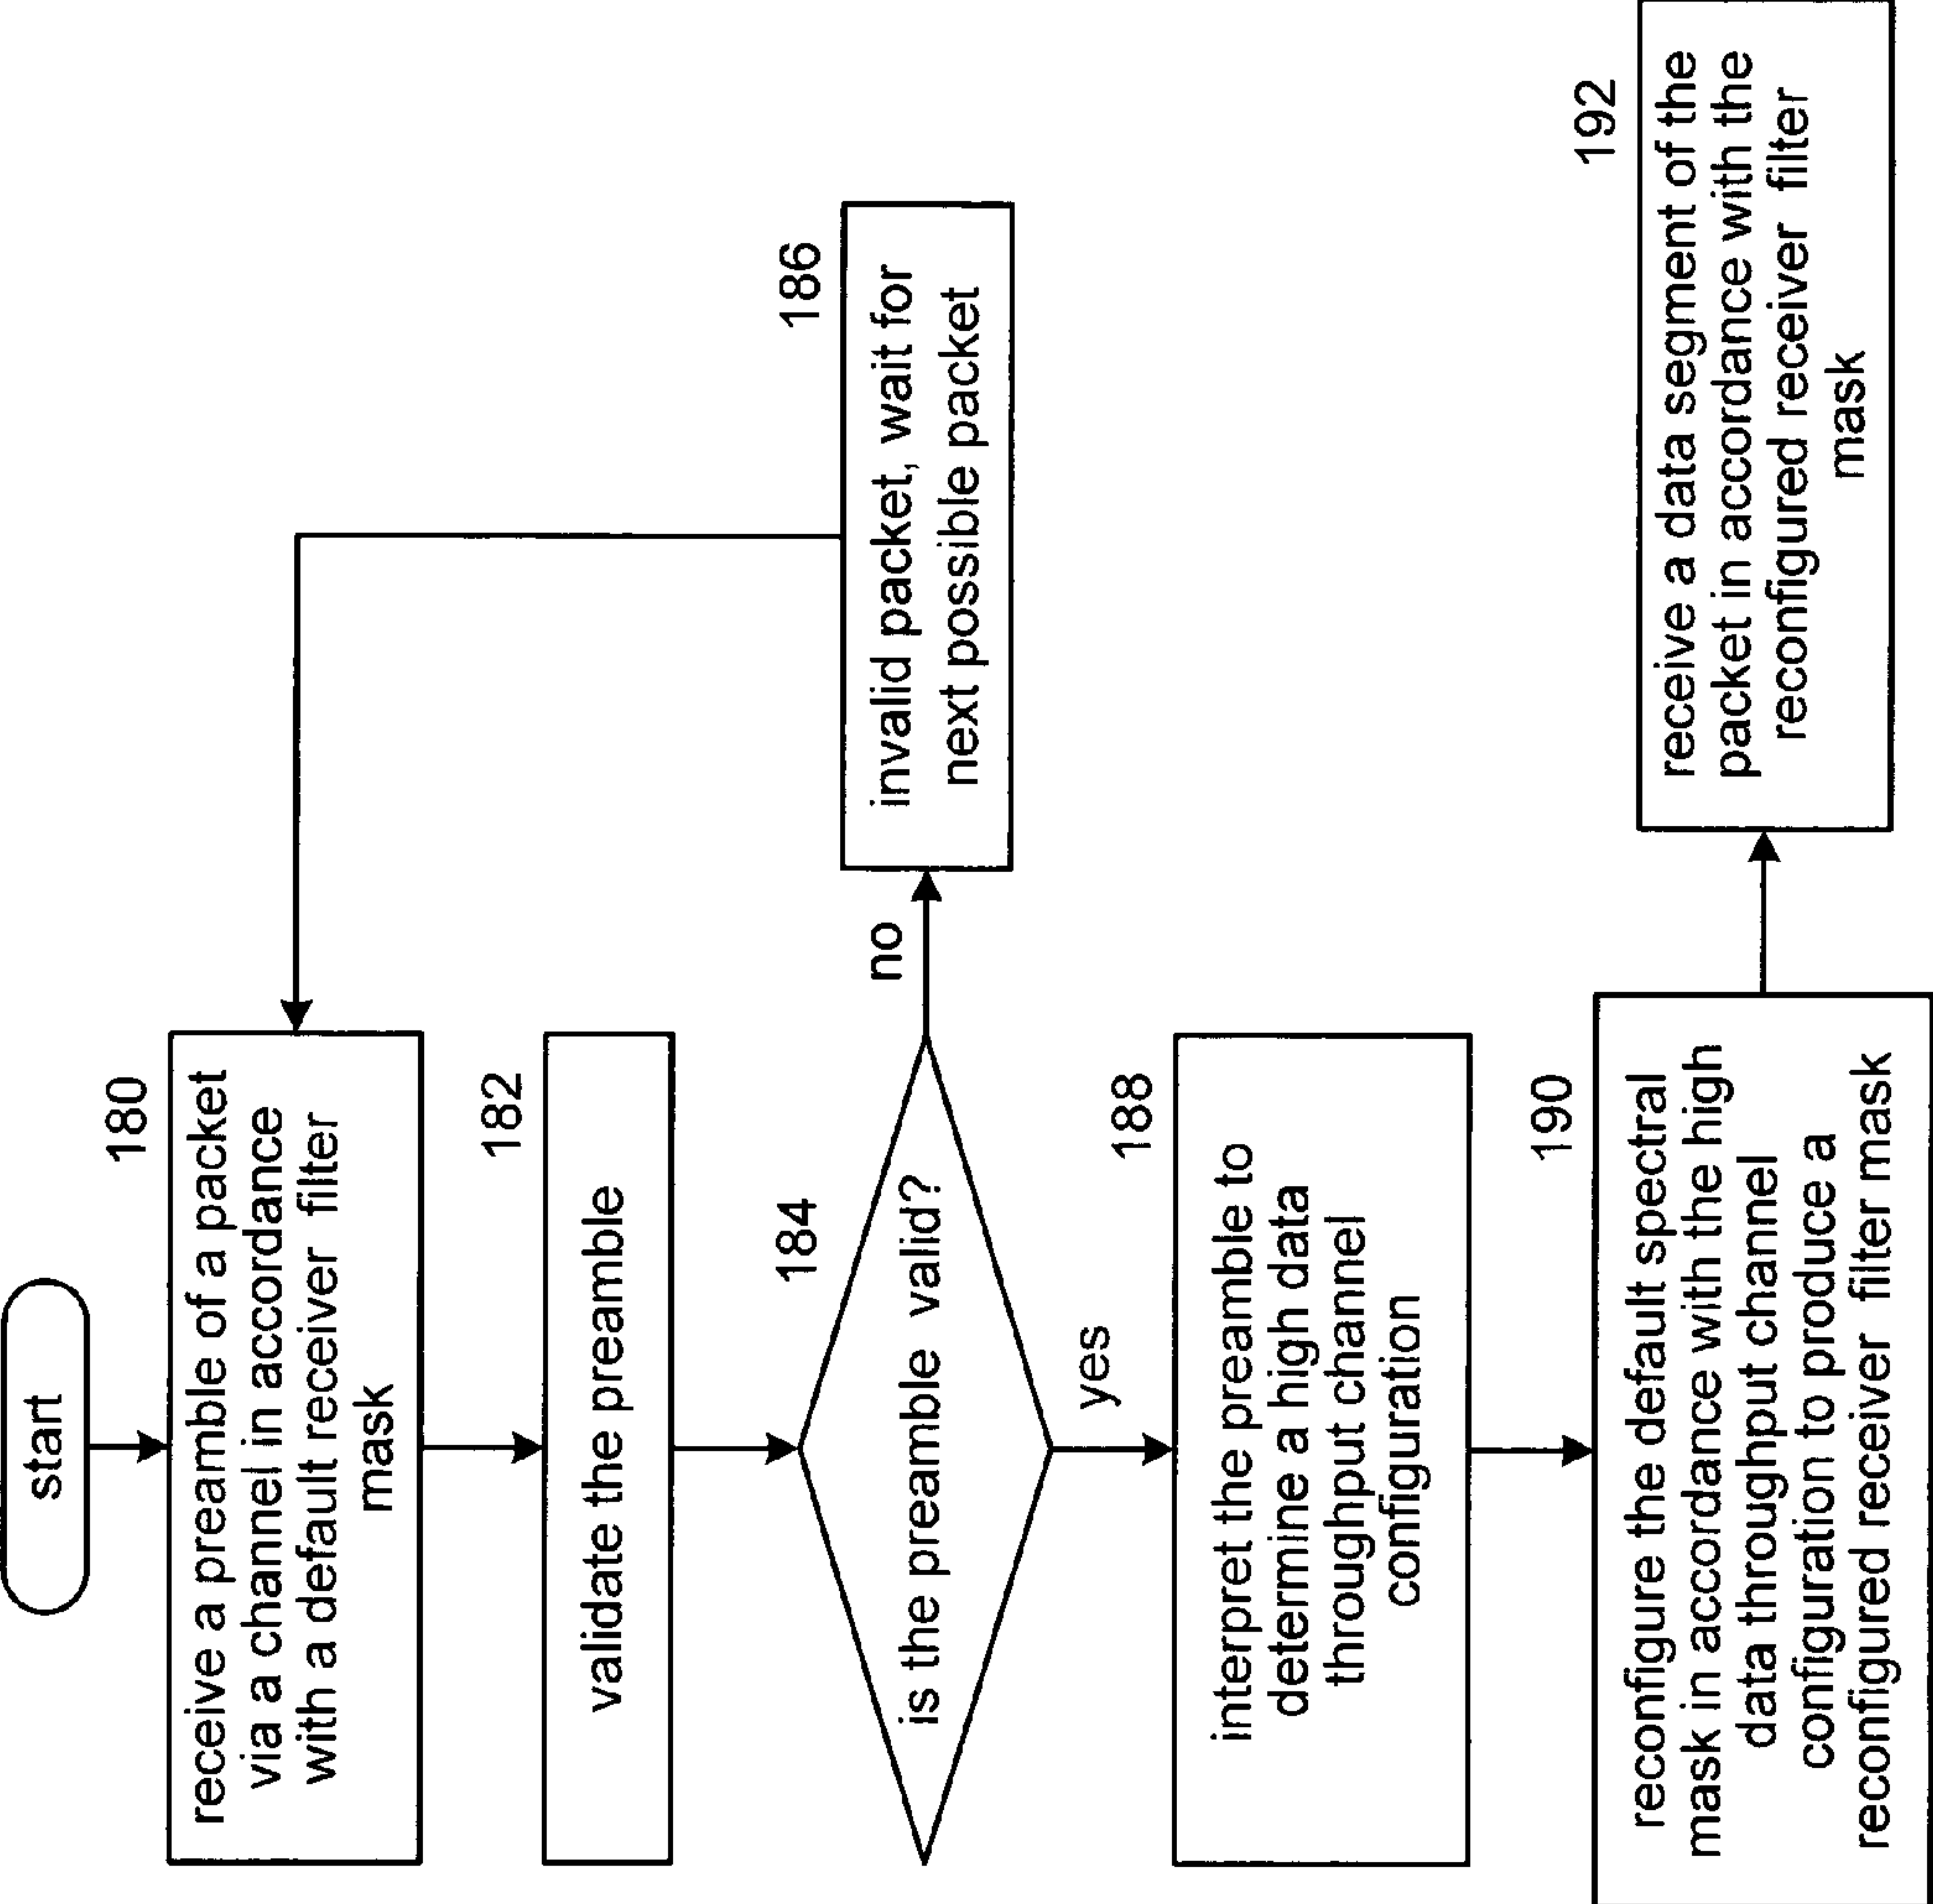 start
180
receive a preamble of a packet
via a channel in accordance
with a default receiver filter
mask
182
validate the preamble
184
is the preamble valid?
no
186
invalid packet, wait for
next possible packet
yes
188
interpret the preamble to
determine a high data
throughput channel
configuration
190
reconfigure the default spectral
mask in accordance with the high
data throughput channel
configuration to produce a
reconfigured receiver filter mask
192
receive a data segment of the
packet in accordance with the
reconfigured receiver filter
mask